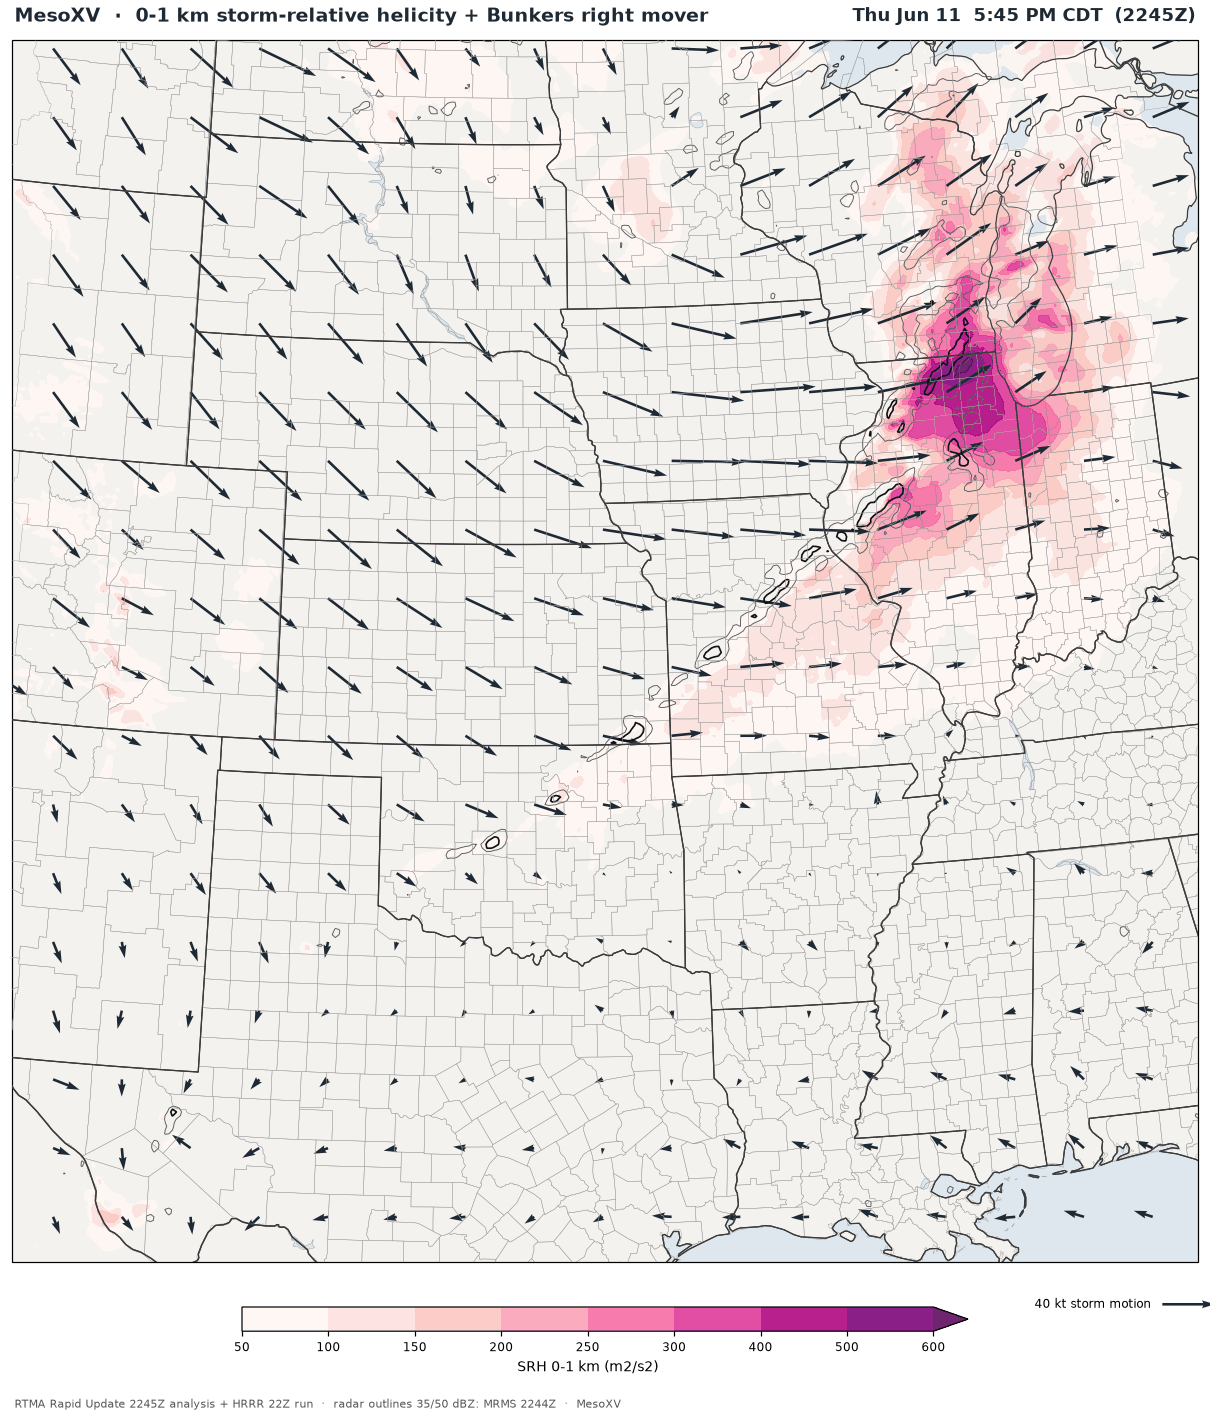 MesoXV · 0-1 km storm-relative helicity + Bunkers right mover
Thu Jun 11 5:45 PM CDT (2245Z)
40 kt storm motion
50 100 150 200 250 300 400 500 600
SRH 0-1 km (m2/s2)
RTMA Rapid Update 2245Z analysis + HRRR 22Z run · radar outlines 35/50 dBZ: MRMS 2244Z · MesoXV